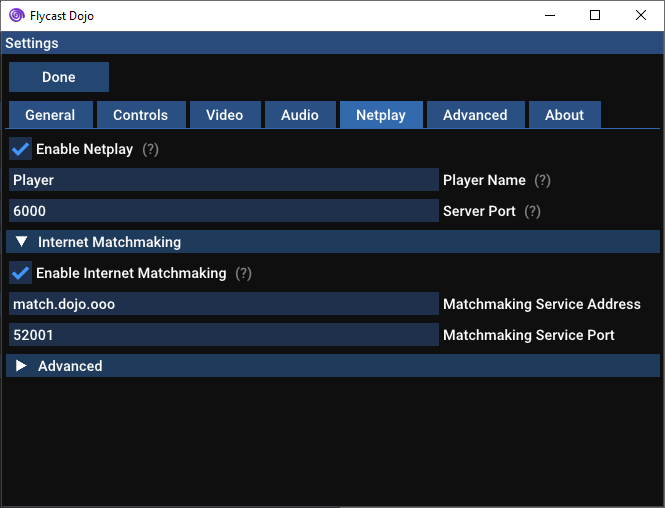 Flycast Dojo
Settings
Done
General Controls Video Audio Netplay Advanced About
Enable Netplay (?)
Player Player Name (?)
6000 Server Port (?)
Internet Matchmaking
Enable Internet Matchmaking (?)
match.dojo.ooo Matchmaking Service Address
52001 Matchmaking Service Port
Advanced